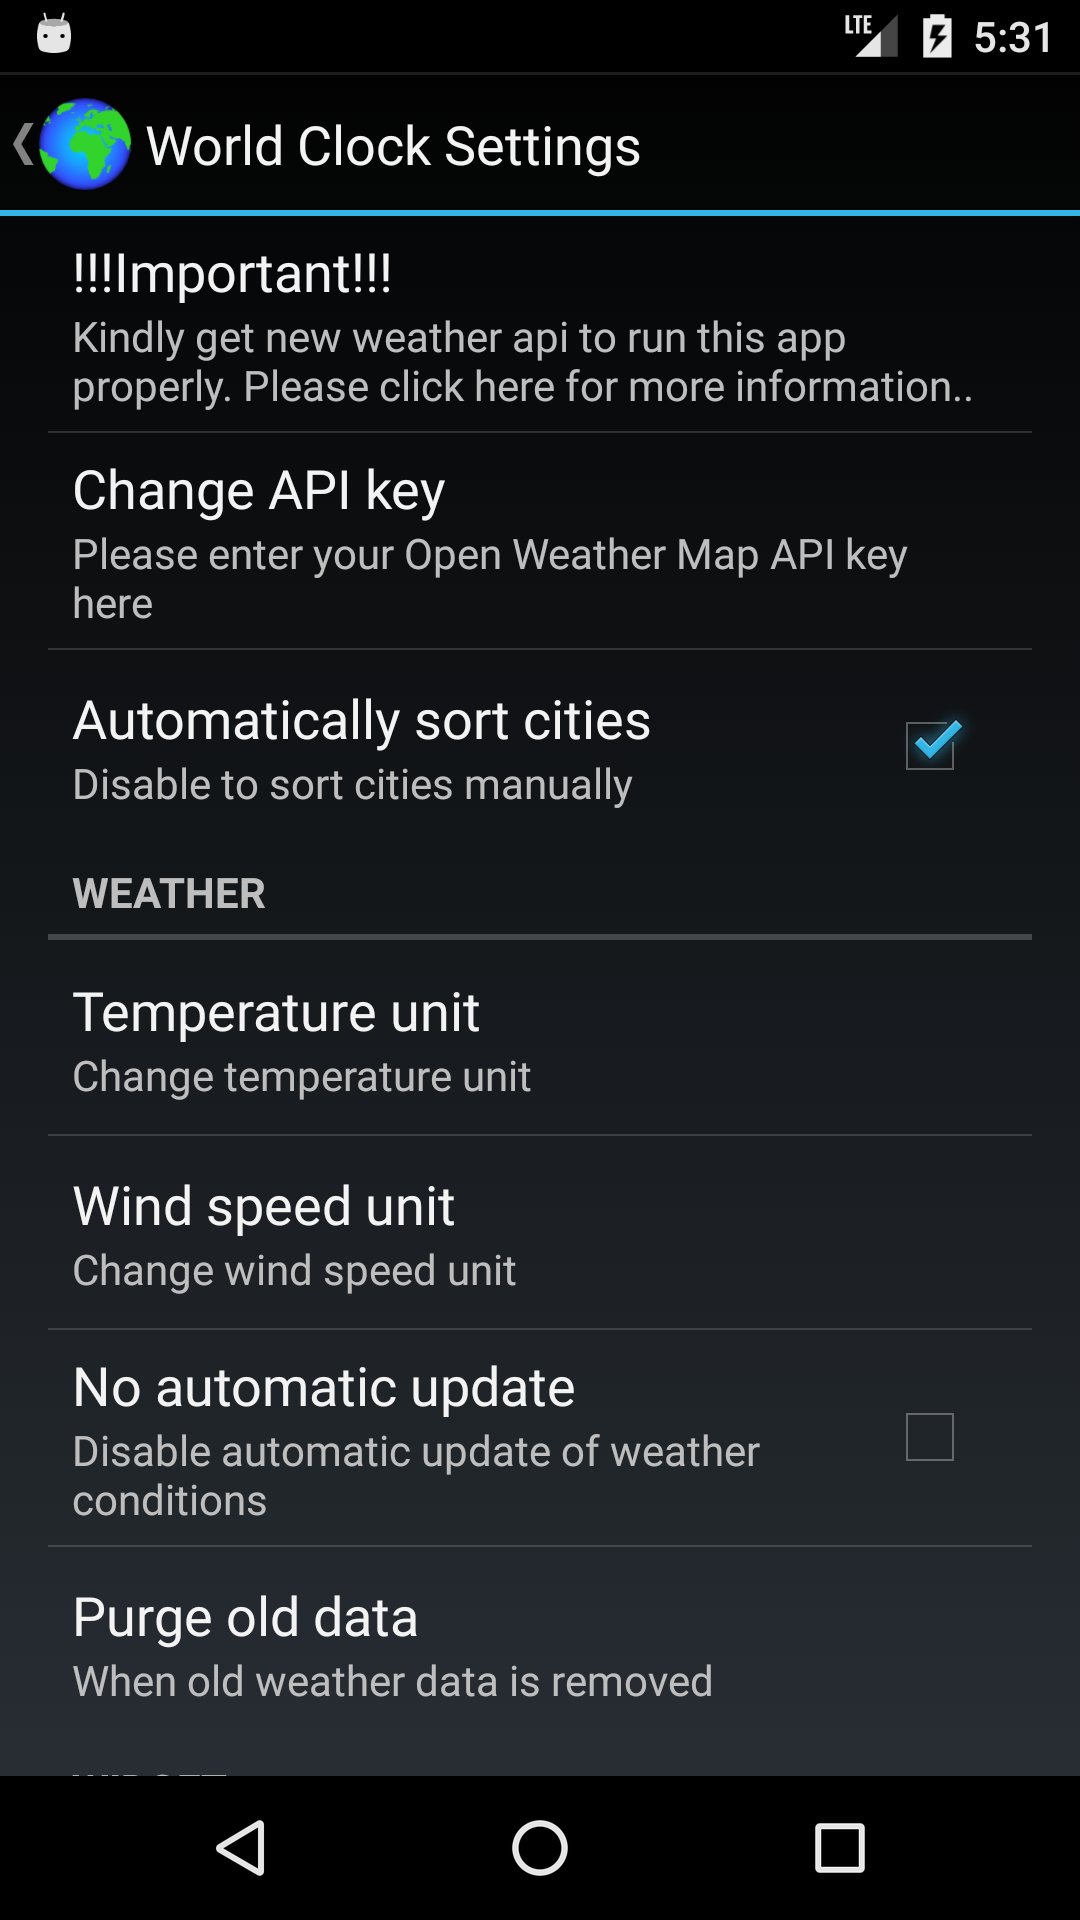 LTE 5:31
World Clock Settings
!!!Important!!!
Kindly get new weather api to run this app
properly. Please click here for more information..
Change API key
Please enter your Open Weather Map API key
here
Automatically sort cities
Disable to sort cities manually
WEATHER
Temperature unit
Change temperature unit
Wind speed unit
Change wind speed unit
No automatic update
Disable automatic update of weather
conditions
Purge old data
When old weather data is removed